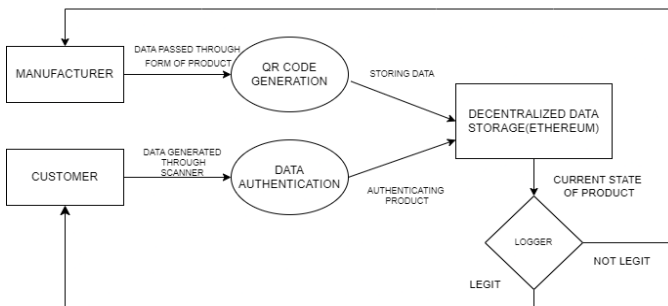 DATA PASSED THROUGH
FORM OF PRODUCT
MANUFACTURER
QR CODE
GENERATION
STORING DATA
DECENTRALIZED DATA
STORAGE(ETHEREUM)
DATA GENERATED
THROUGH
SCANNER
CUSTOMER
DATA
AUTHENTICATION
AUTHENTICATING
PRODUCT
CURRENT STATE
OF PRODUCT
LOGGER
NOT LEGIT
LEGIT